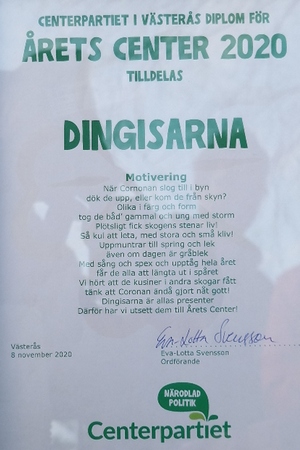 CENTERPARTIET I VÄSTERÅS DIPLOM FÖR
ÅRETS CENTER 2020
TILLDELAS
DINGISARNA
Motivering
När Cornonan slog till i byn
dök de upp, eller kom de från skyn?
Olika i färg och form
tog de båd' gammal och ung med storm
Plötsligt fick skogens stenar liv!
Så kul att leta, med stora och små kliv!
Uppmuntrar till spring och lek
även om dagen är gråblek
Med sång och spex och upptåg hela året
får de alla att längta ut i spåret
Vi hört att de kusiner i andra skogar fått
tänk att Coronan ändå gjort nåt gott!
Dingisarna är allas presenter
Därför har vi utsett dem till Årets Center!
Eva-Lotta Svensson
Västerås
8 november 2020
Eva-Lotta Svensson
Ordförande
NÄRODLAD
POLITIK
Centerpartiet